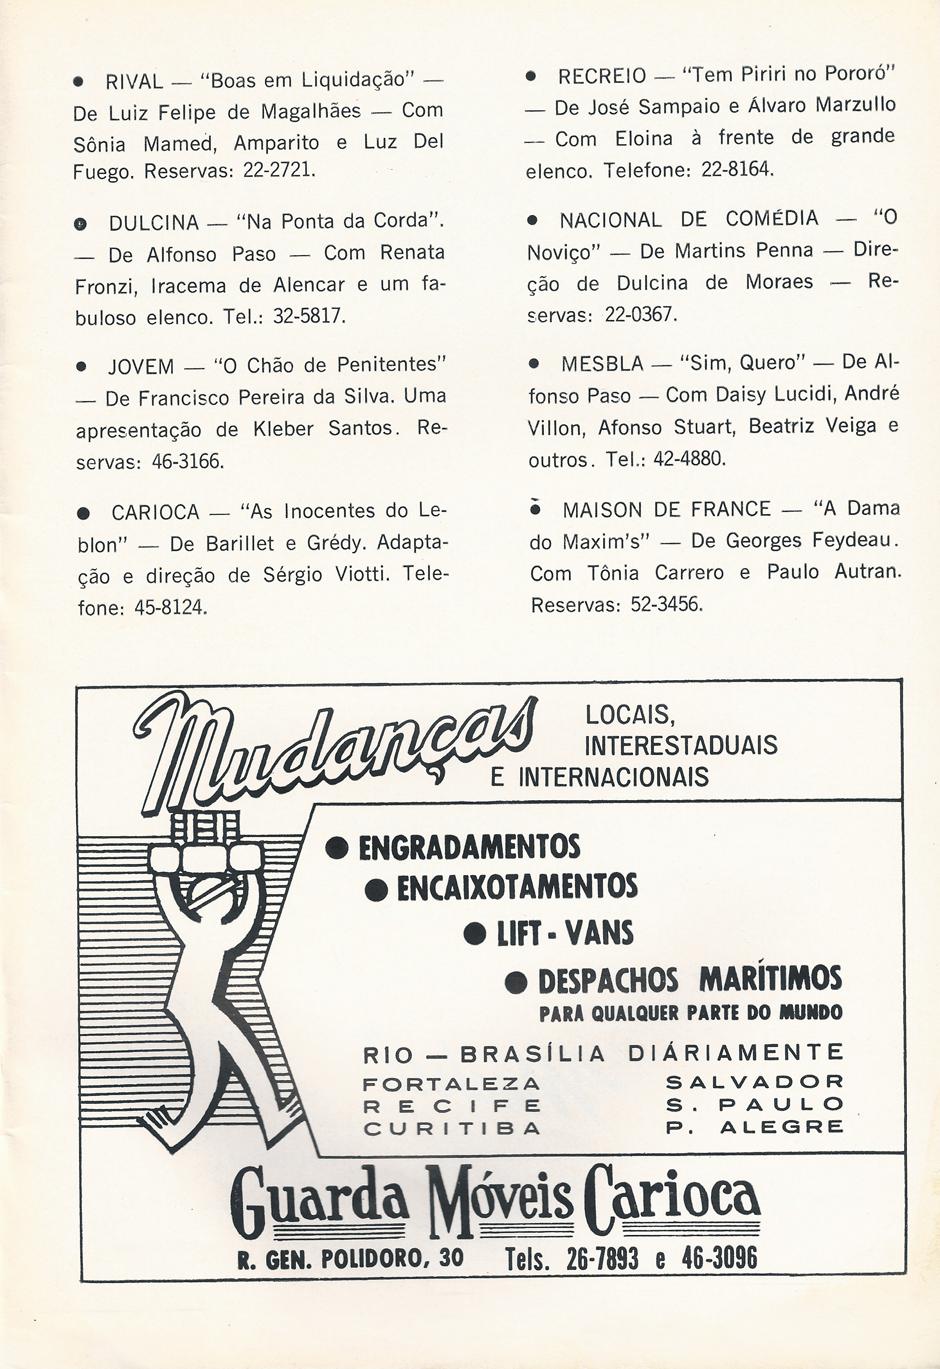 ● RIVAL — “Boas em Liquidação” —
De Luiz Felipe de Magalhães — Com
Sônia Mamed, Amparito e Luz Del
Fuego. Reservas: 22-2721.
● DULCINA — “Na Ponta da Corda”.
— De Alfonso Paso — Com Renata
Fronzi, Iracema de Alencar e um fa-
buloso elenco. Tel.: 32-5817.
● JOVEM — “O Chão de Penitentes”
— De Francisco Pereira da Silva. Uma
apresentação de Kleber Santos. Re-
servas: 46-3166.
● CARIOCA — “As Inocentes do Le-
blon” — De Barillet e Grédy. Adapta-
ção e direção de Sérgio Viotti. Tele-
fone: 45-8124.
● RECREIO — “Tem Piriri no Pororó”
— De José Sampaio e Álvaro Marzullo
— Com Eloina à frente de grande
elenco. Telefone: 22-8164.
● NACIONAL DE COMÉDIA — “O
Noviço” — De Martins Penna — Dire-
ção de Dulcina de Moraes — Re-
servas: 22-0367.
● MESBLA — “Sim, Quero” — De Al-
fonso Paso — Com Daisy Lucidi, André
Villon, Afonso Stuart, Beatriz Veiga e
outros. Tel.: 42-4880.
● MAISON DE FRANCE — “A Dama
do Maxim's” — De Georges Feydeau.
Com Tônia Carrero e Paulo Autran.
Reservas: 52-3456.
Mudanças
LOCAIS,
INTERESTADUAIS
E INTERNACIONAIS
● ENGRADAMENTOS
● ENCAIXOTAMENTOS
● LIFT - VANS
● DESPACHOS MARÍTIMOS
PARA QUALQUER PARTE DO MUNDO
RIO — BRASÍLIA DIÁRIAMENTE
FORTALEZA SALVADOR
RECIFE S. PAULO
CURITIBA P. ALEGRE
Guarda Móveis Carioca
R. GEN. POLIDORO, 30 Tels. 26-7893 e 46-3096